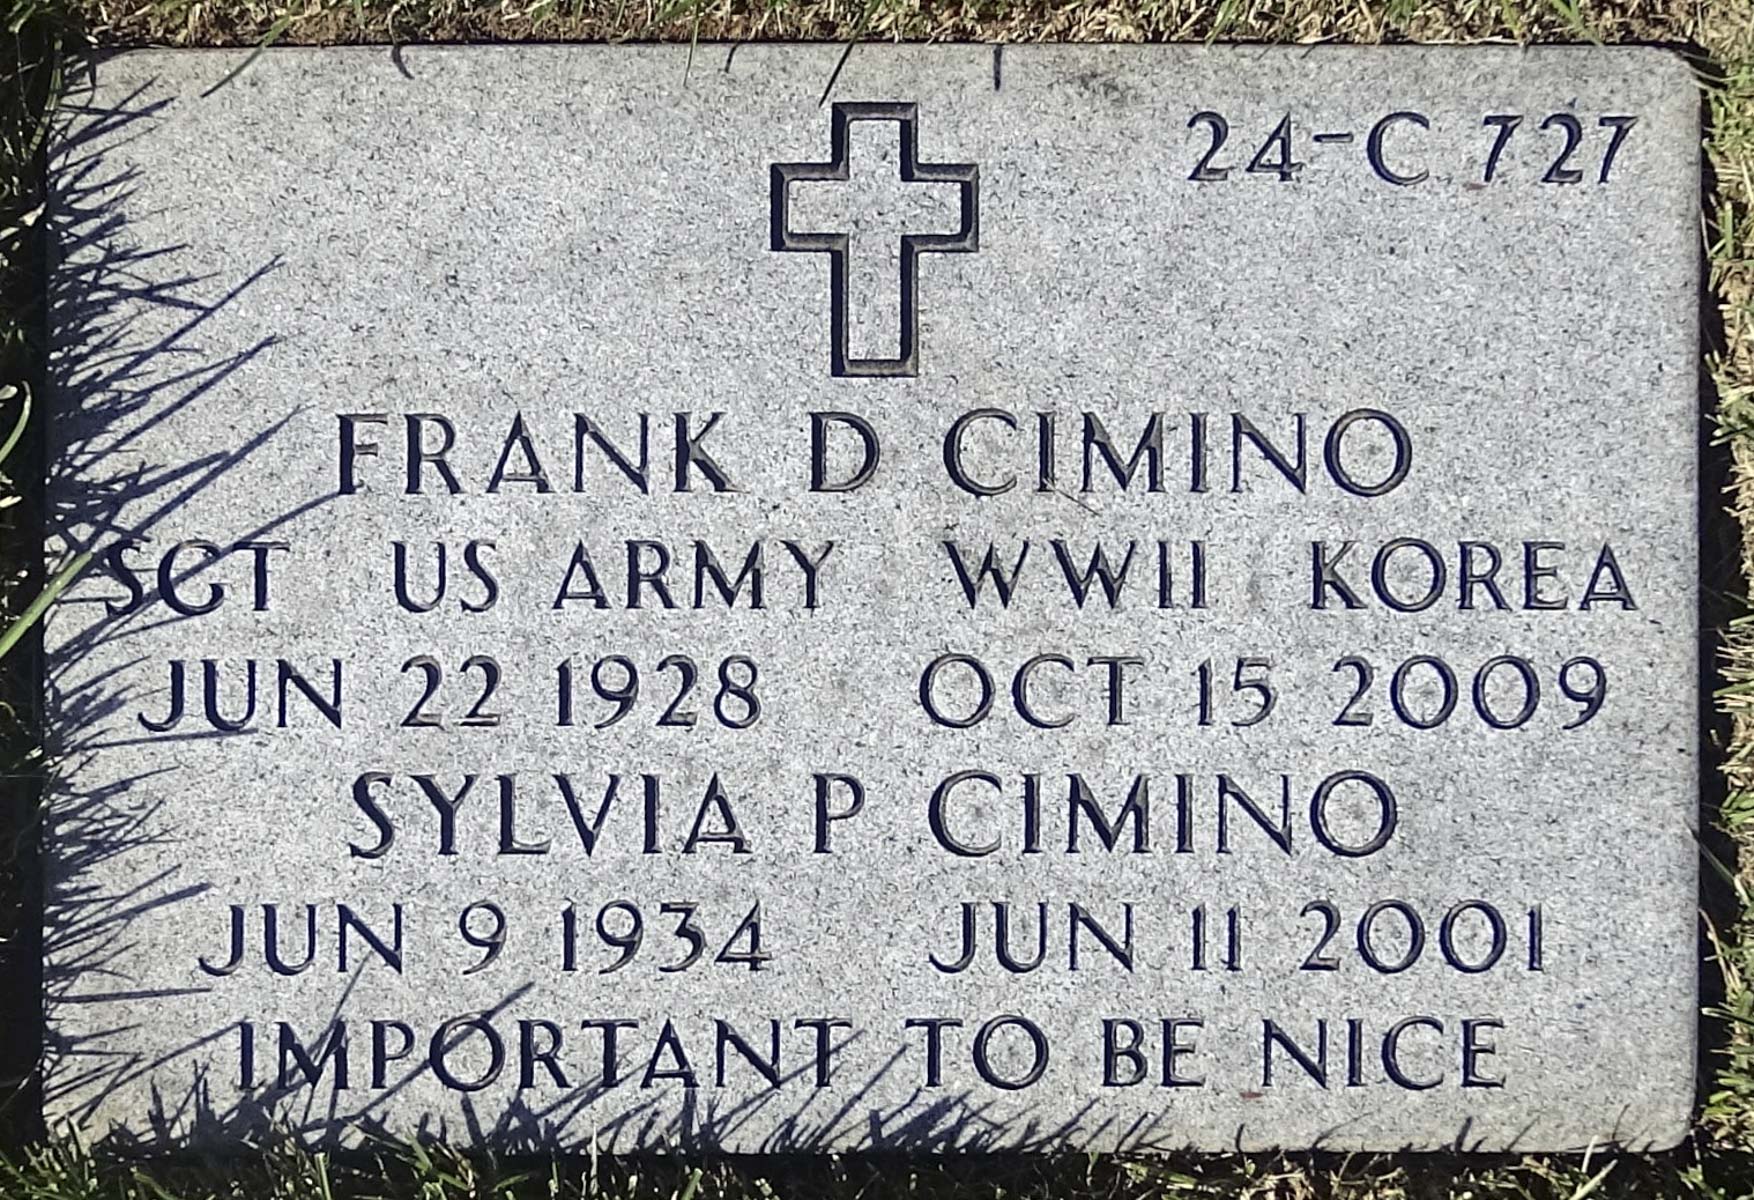 24-C 727
FRANK D CIMINO
SGT US ARMY WWII KOREA
JUN 22 1928 OCT 15 2009
SYLVIA P CIMINO
JUN 9 1934 JUN 11 2001
IMPORTANT TO BE NICE